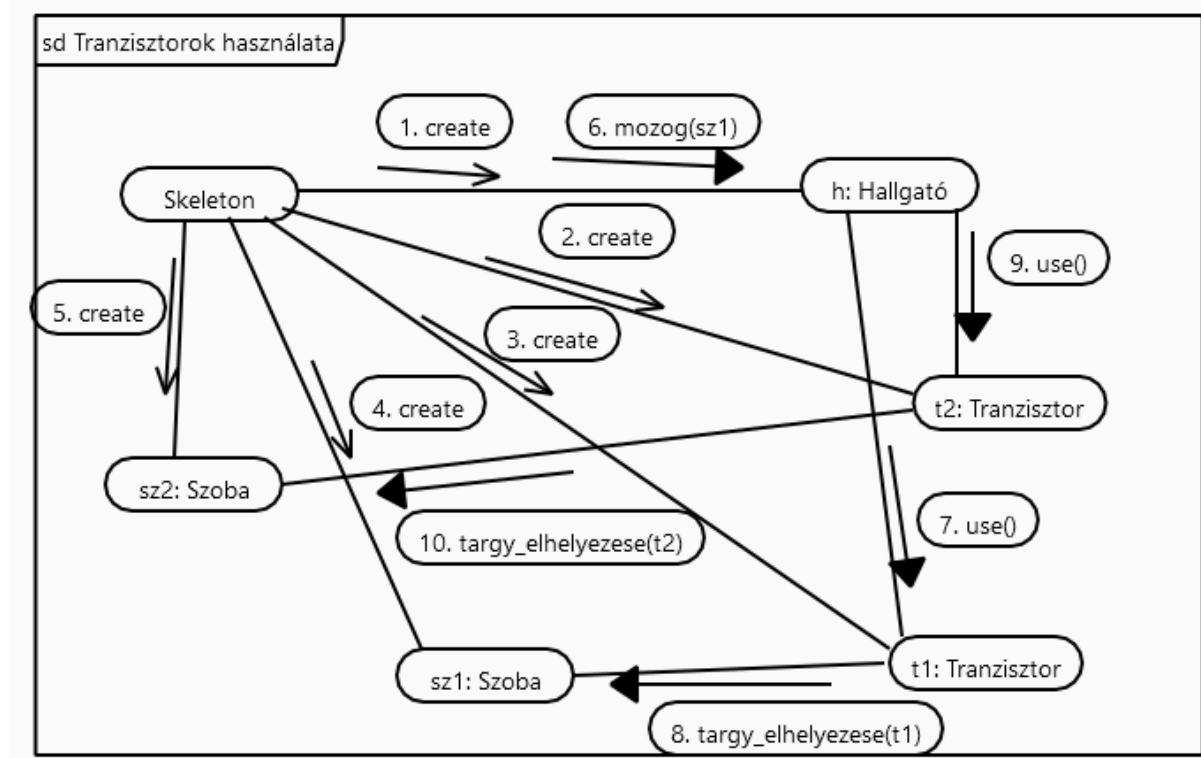 sd Tranzisztorok használata
1. create
6. mozog(sz1)
Skeleton
h: Hallgató
2. create
9. use()
5. create
3. create
4. create
t2: Tranzisztor
sz2: Szoba
7. use()
10. targy_elhelyezese(t2)
sz1: Szoba
t1: Tranzisztor
8. targy_elhelyezese(t1)